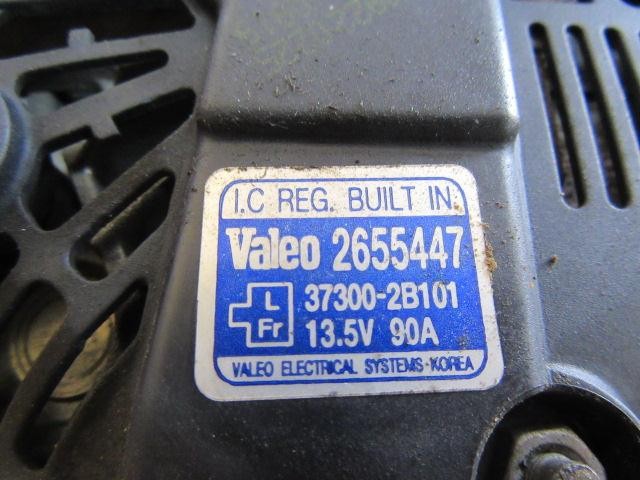 I.C REG. BUILT IN
Valeo 2655447
L 37300-2B101
Fr 13.5V 90A
VALEO ELECTRICAL SYSTEMS·KOREA